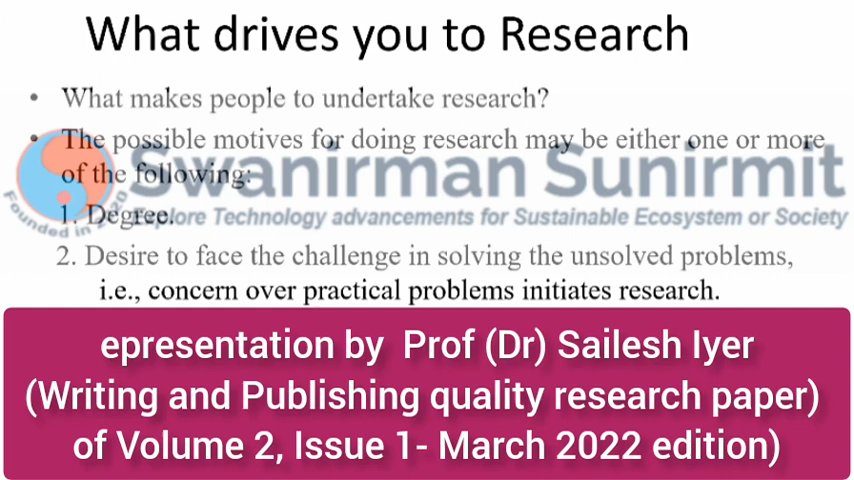 What drives you to Research
• What makes people to undertake research?
• The possible motives for doing research may be either one or more
of the following:
Swanirman Sunirmit
Founded in 2020
1. Degree.
Explore Technology advancements for Sustainable Ecosystem or Society
2. Desire to face the challenge in solving the unsolved problems,
i.e., concern over practical problems initiates research.
epresentation by Prof (Dr) Sailesh Iyer
(Writing and Publishing quality research paper)
of Volume 2, Issue 1- March 2022 edition)